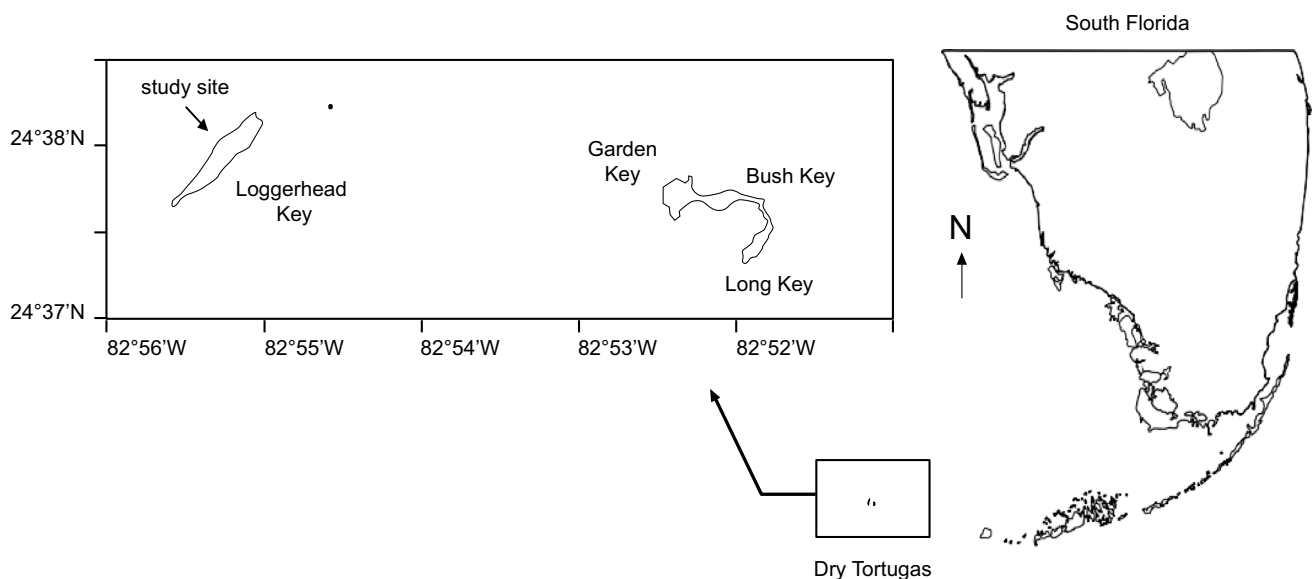 South Florida
study site
24°38’N
Garden
Key
Bush Key
Loggerhead
Key
N
Long Key
24°37’N
82°56’W
82°55’W
82°54’W
82°53’W
82°52’W
Dry Tortugas